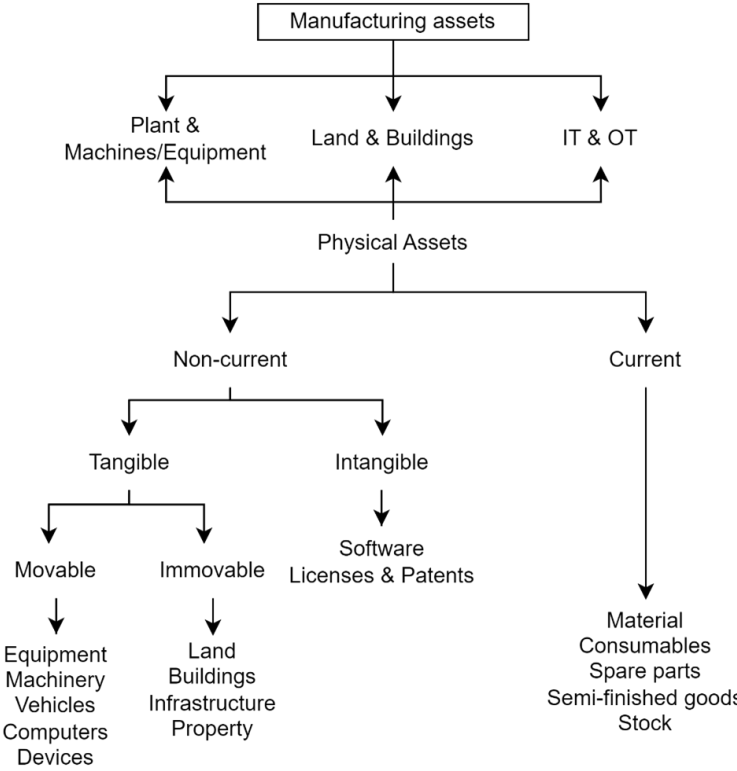 Manufacturing assets
Plant &
Machines/Equipment
Land & Buildings
IT & OT
Physical Assets
Non-current
Current
Tangible
Intangible
Movable
Immovable
Software
Licenses & Patents
Equipment
Machinery
Vehicles
Computers
Devices
Land
Buildings
Infrastructure
Property
Material
Consumables
Spare parts
Semi-finished goods
Stock